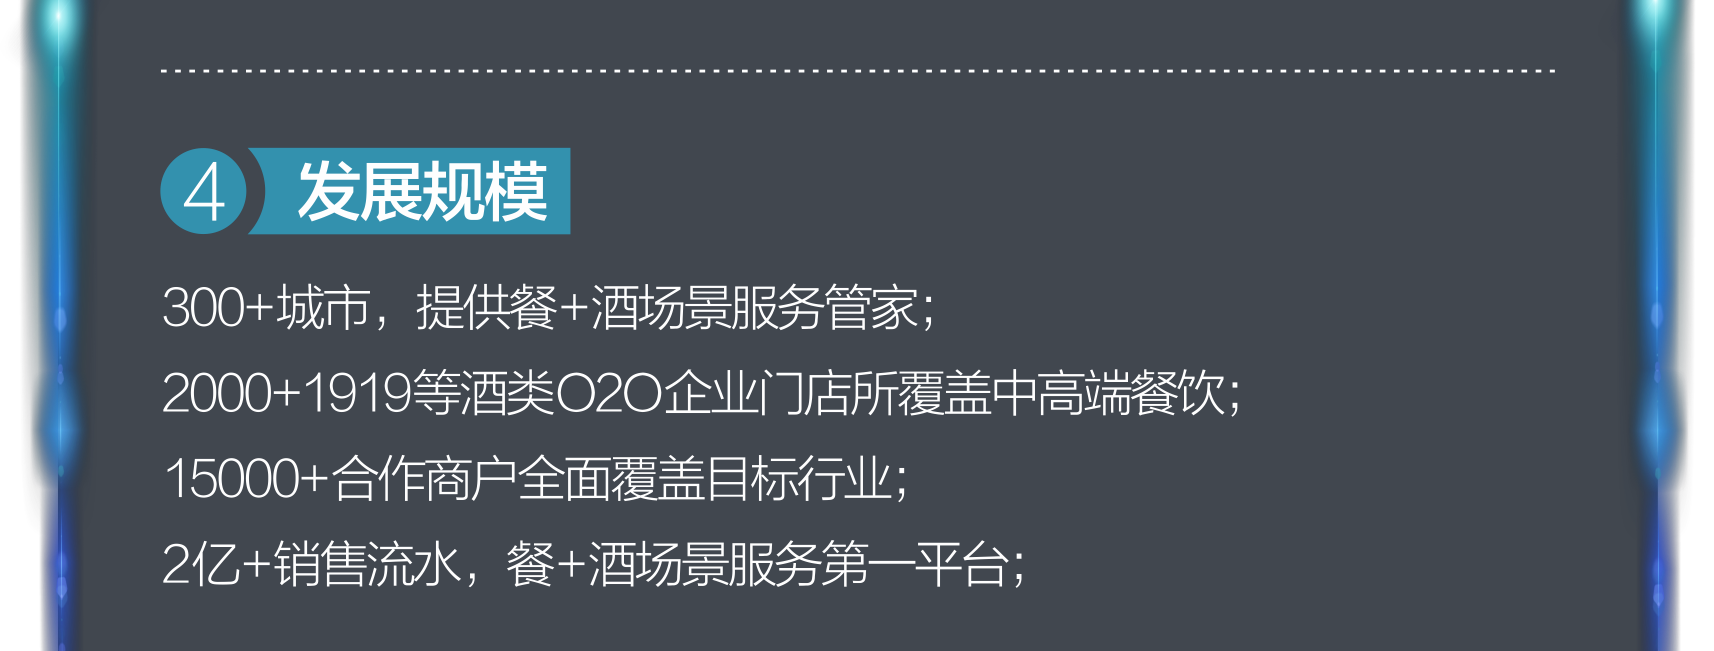 4 发展规模
300+城市，提供餐+酒场景服务管家；
2000+1919等酒类O2O企业门店所覆盖中高端餐饮；
15000+合作商户全面覆盖目标行业；
2亿+销售流水，餐+酒场景服务第一平台；